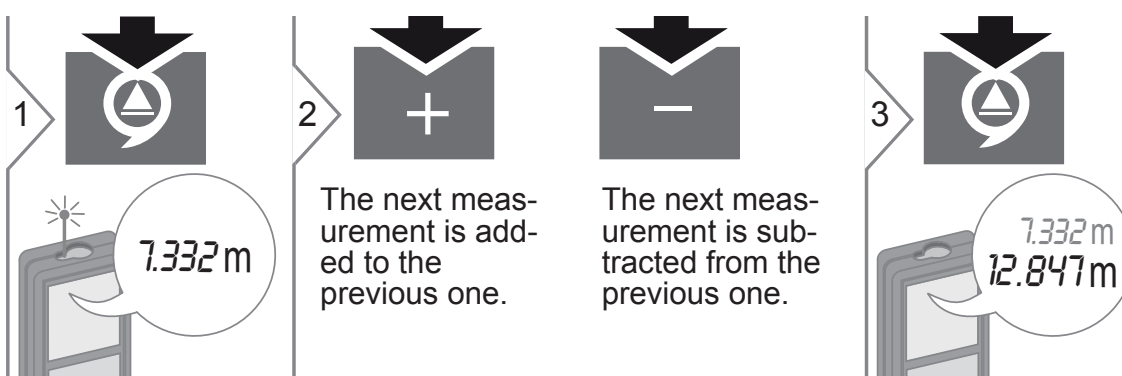 1
7.332 m
2
+
The next meas-
urement is add-
ed to the
previous one.
−
The next meas-
urement is sub-
tracted from the
previous one.
3
7.332 m
12.847 m